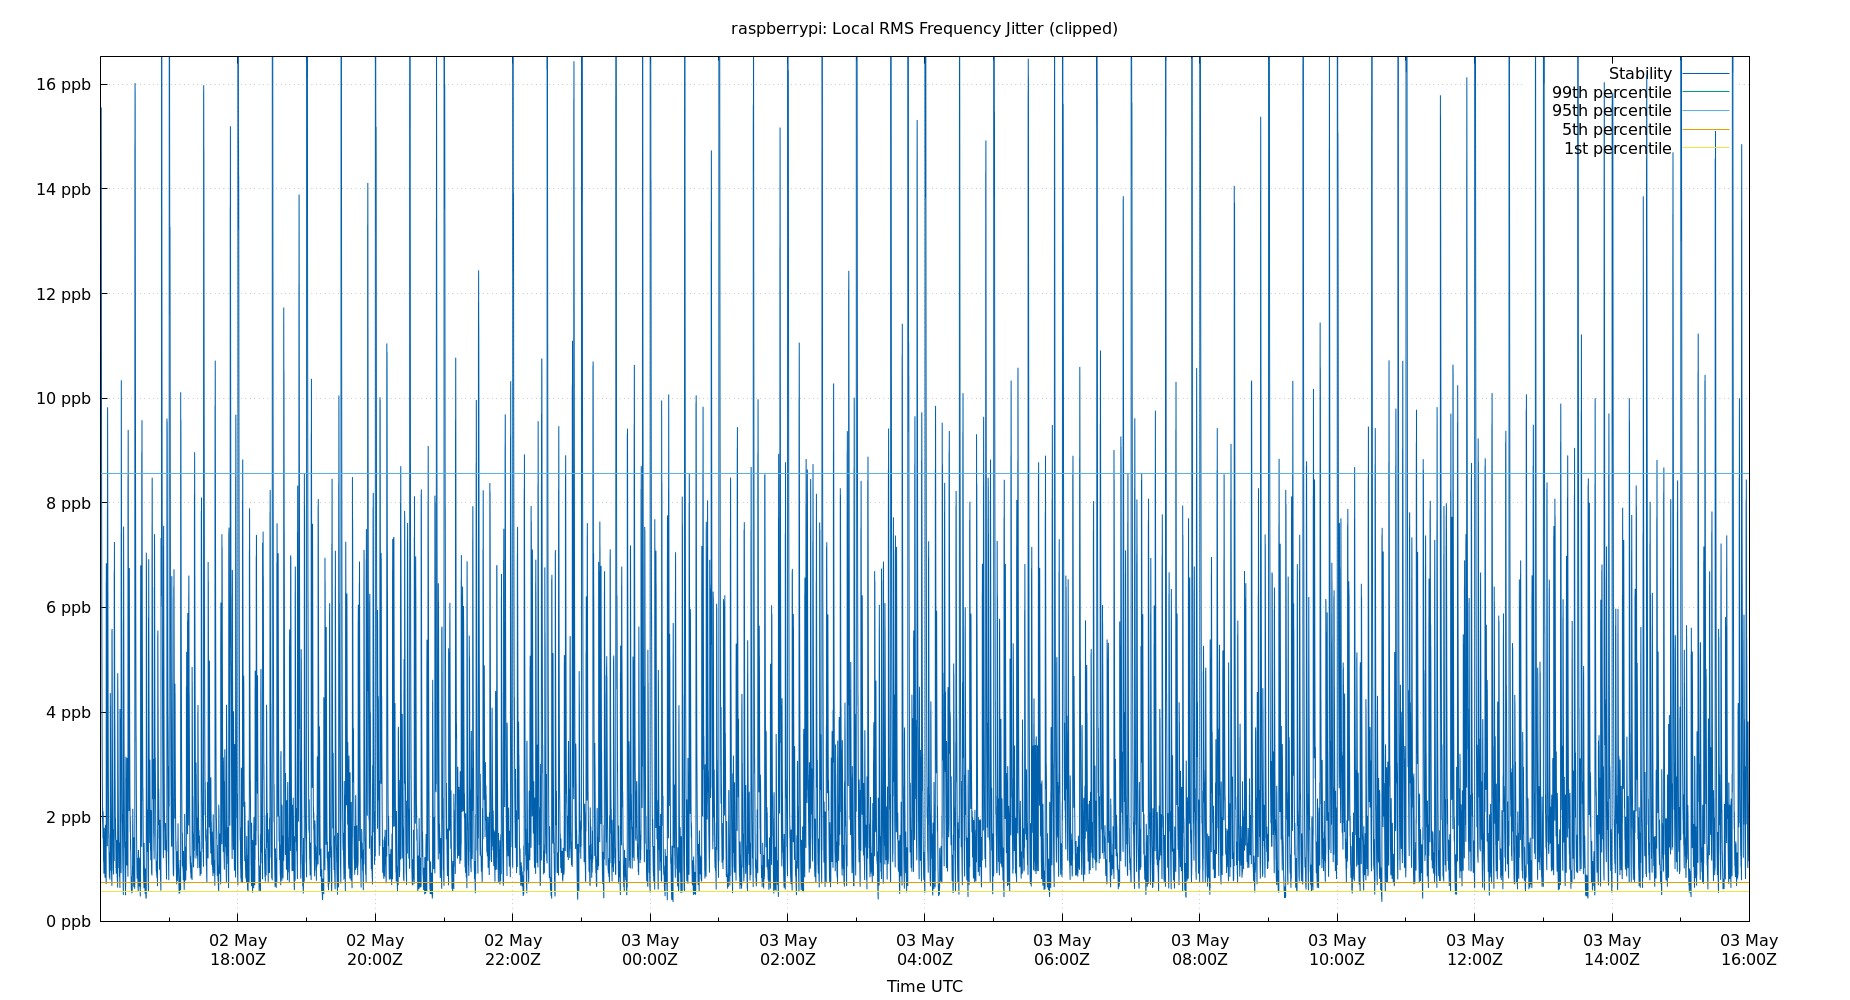 raspberrypi: Local RMS Frequency Jitter (clipped)
16 ppb
14 ppb
12 ppb
10 ppb
8 ppb
6 ppb
4 ppb
2 ppb
0 ppb
Stability
99th percentile
95th percentile
5th percentile
1st percentile
02 May
18:00Z
02 May
20:00Z
02 May
22:00Z
03 May
00:00Z
03 May
02:00Z
03 May
04:00Z
03 May
06:00Z
03 May
08:00Z
03 May
10:00Z
03 May
12:00Z
03 May
14:00Z
03 May
16:00Z
Time UTC